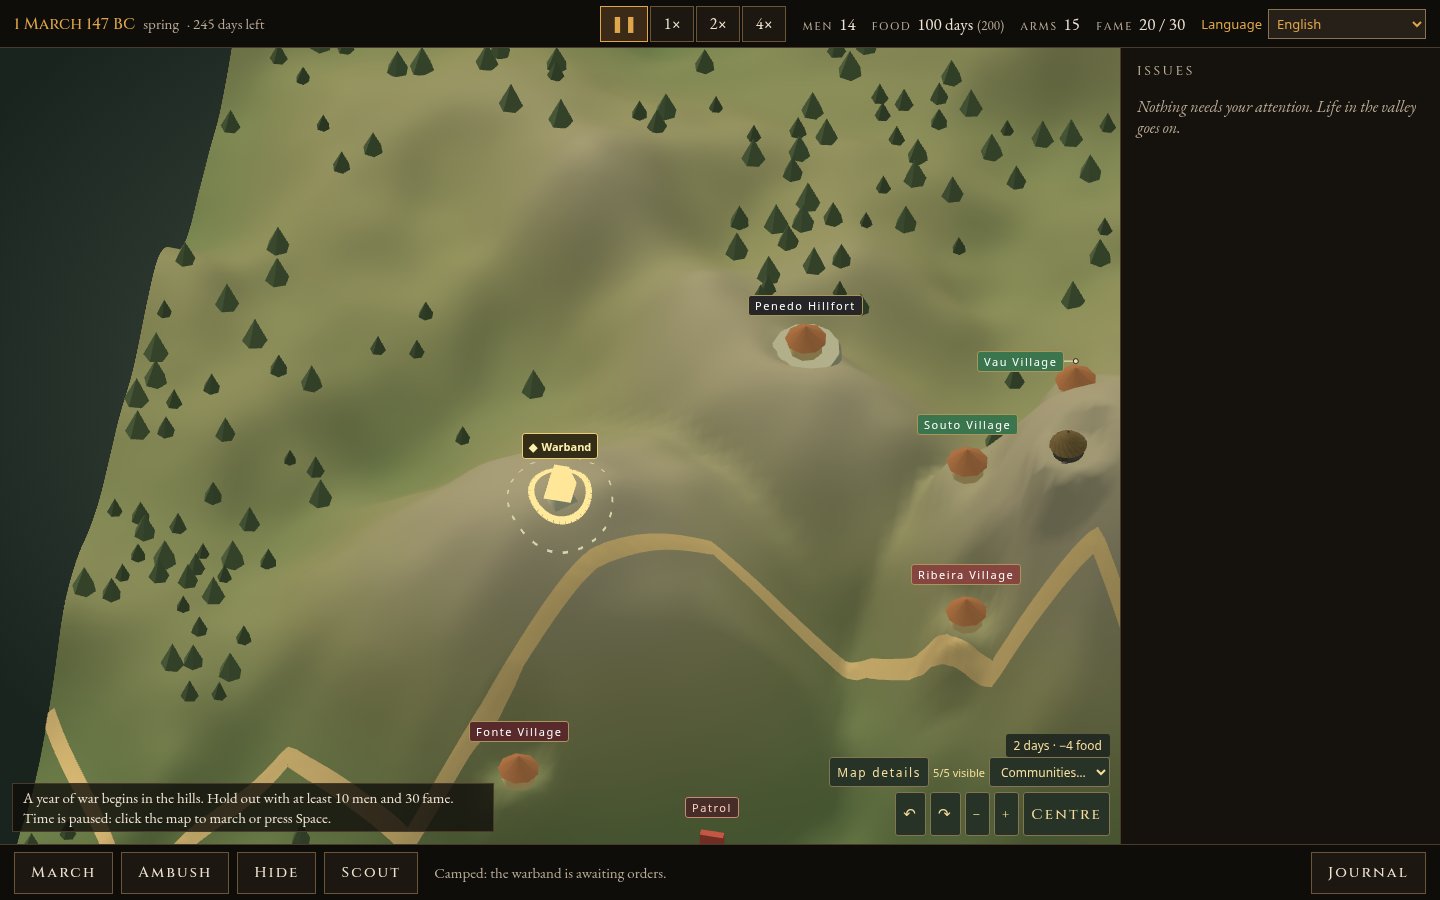 1 March 147 BC spring · 245 days left
❚❚ 1× 2× 4×
MEN 14 FOOD 100 days (200) ARMS 15 FAME 20 / 30 Language English
ISSUES
Nothing needs your attention. Life in the valley
goes on.
Penedo Hillfort
Vau Village
Souto Village
◆ Warband
Ribeira Village
Fonte Village
Patrol
2 days · −4 food
Map details 5/5 visible Communities...
↶ ↷ − + Centre
A year of war begins in the hills. Hold out with at least 10 men and 30 fame.
Time is paused: click the map to march or press Space.
March Ambush Hide Scout Camped: the warband is awaiting orders. Journal